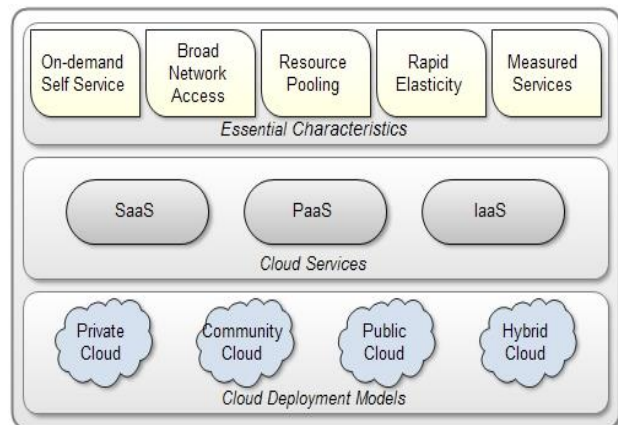 On-demand
Self Service
Broad
Network
Access
Resource
Pooling
Rapid
Elasticity
Measured
Services
Essential Characteristics
SaaS
PaaS
IaaS
Cloud Services
Private
Cloud
Community
Cloud
Public
Cloud
Hybrid
Cloud
Cloud Deployment Models